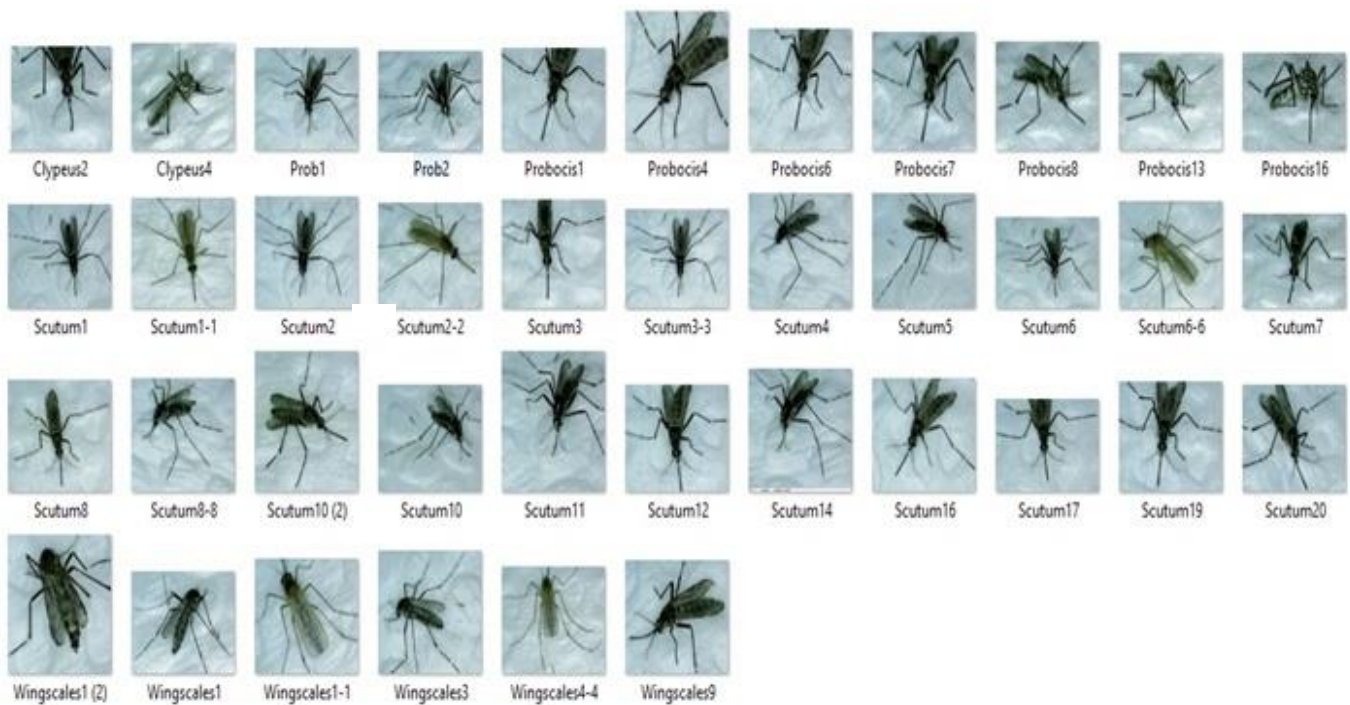 Clypeus2 Clypeus4 Prob1 Prob2 Probocis1 Probocis4 Probocis6 Probocis7 Probocis8 Probocis13 Probocis16
Scutum1 Scutum1-1 Scutum2 Scutum2-2 Scutum3 Scutum3-3 Scutum4 Scutum5 Scutum6 Scutum6-6 Scutum7
Scutum8 Scutum8-8 Scutum10 (2) Scutum10 Scutum11 Scutum12 Scutum14 Scutum16 Scutum17 Scutum19 Scutum20
Wingscales1 (2) Wingscales1 Wingscales1-1 Wingscales3 Wingscales4-4 Wingscales9